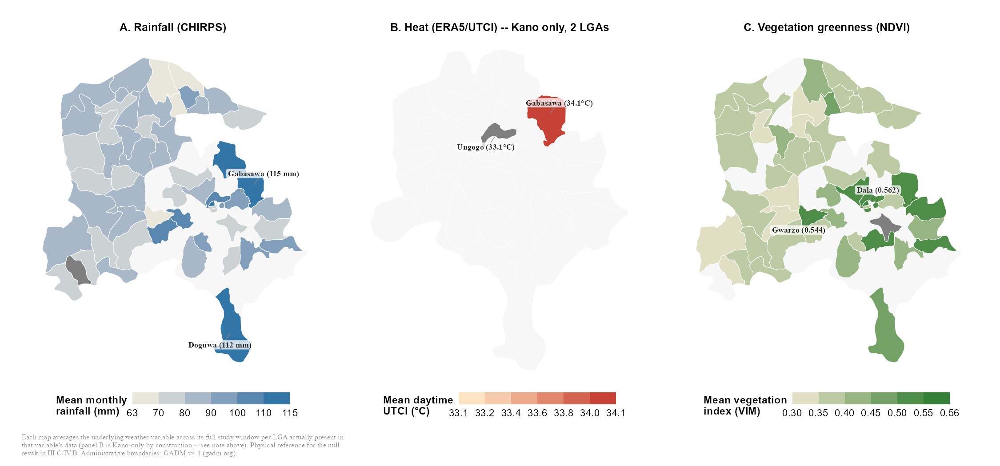 A. Rainfall (CHIRPS)
B. Heat (ERA5/UTCI) -- Kano only, 2 LGAs
C. Vegetation greenness (NDVI)
Gabasawa (115 mm)
Doguwa (112 mm)
Gabasawa (34.1°C)
Ungogo (33.1°C)
Dala (0.562)
Gwarzo (0.544)
Mean monthly
rainfall (mm)
63 70 80 90 100 110 115
Mean daytime
UTCI (°C)
33.1 33.2 33.4 33.6 33.8 34.0 34.1
Mean vegetation
index (VIM)
0.30 0.35 0.40 0.45 0.50 0.55 0.56
Each map averages the underlying weather variable across its full study window per LGA actually present in
that variable's data (panel B is Kano-only by construction -- see note above). Physical reference for the null
result in III.C/IV.B. Administrative boundaries: GADM v4.1 (gadm.org).